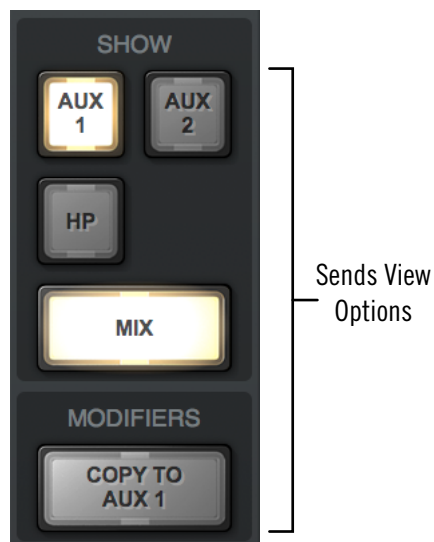 SHOW
AUX
1
AUX
2
HP
MIX
Sends View
Options
MODIFIERS
COPY TO
AUX 1